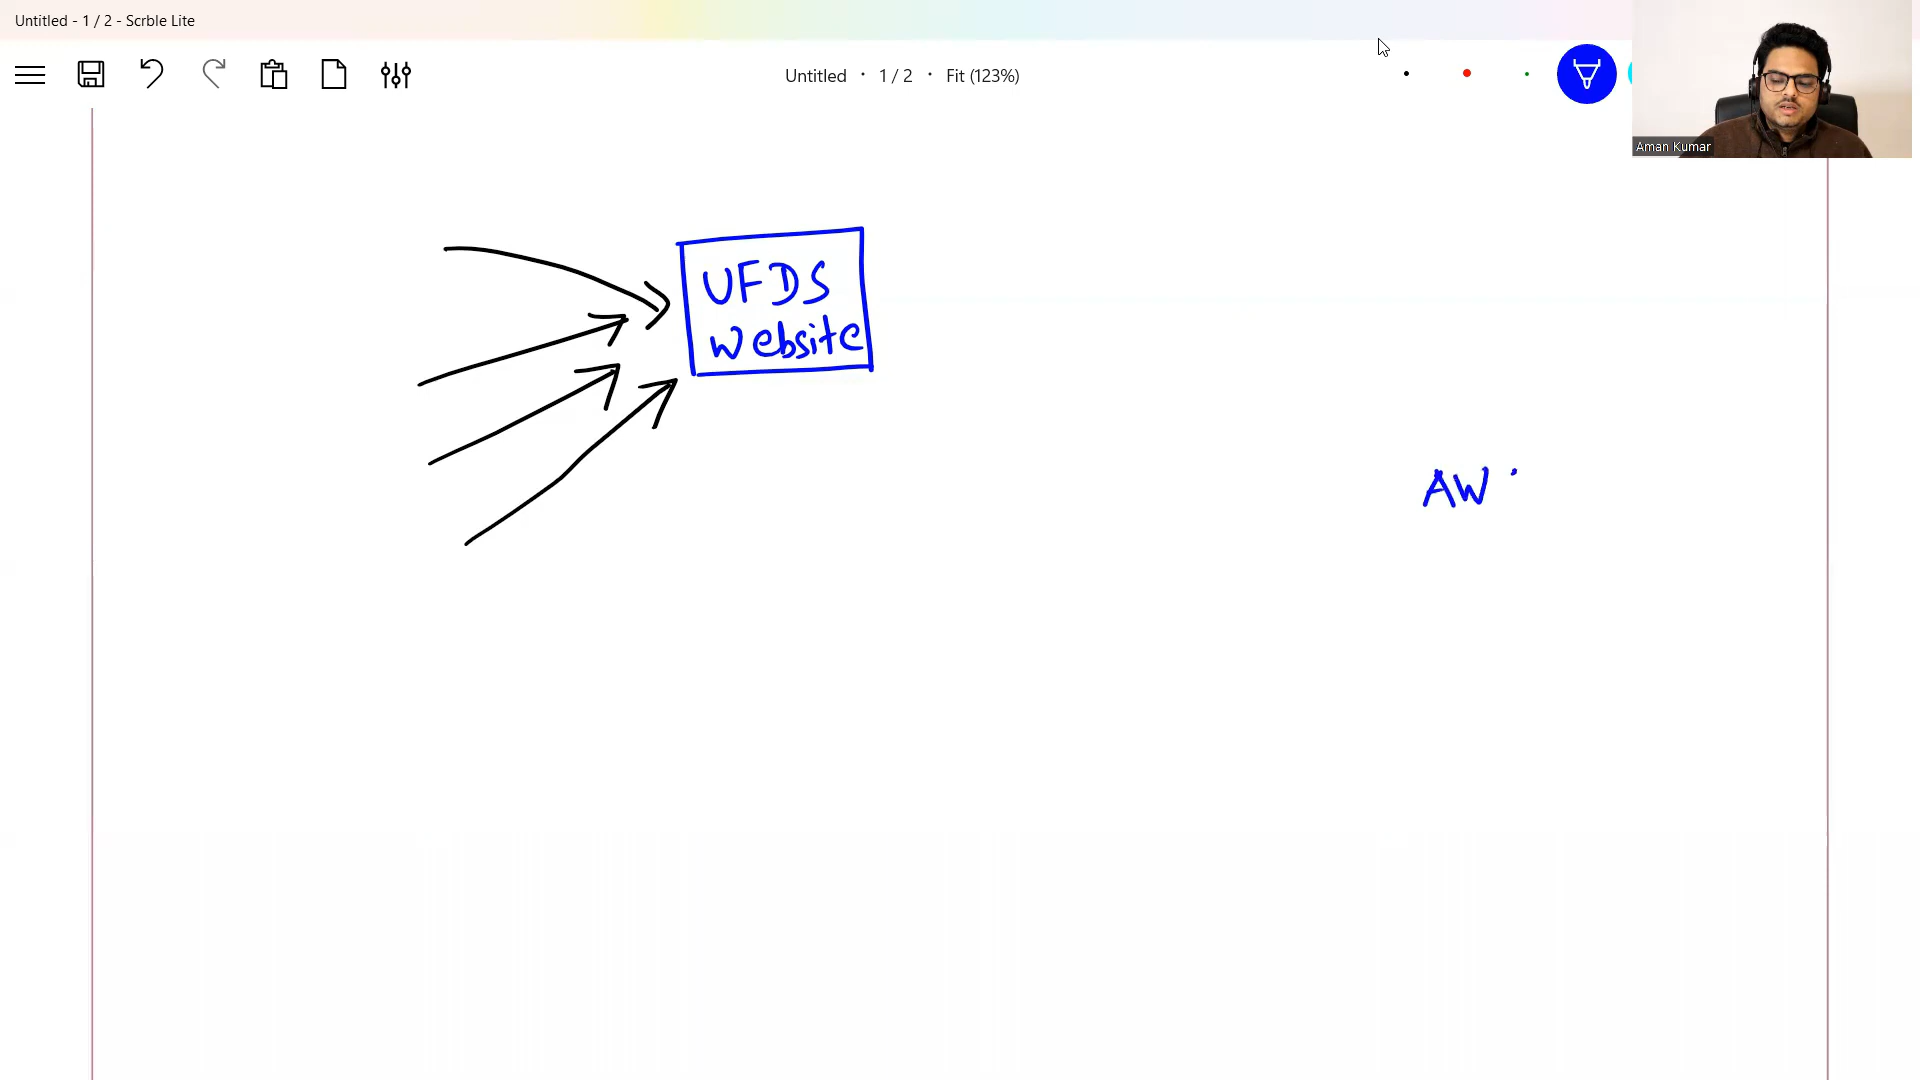 Untitled - 1 / 2 - Scrble Lite
Untitled • 1 / 2 • Fit (123%)
Aman Kumar
UFDS
Website
AW